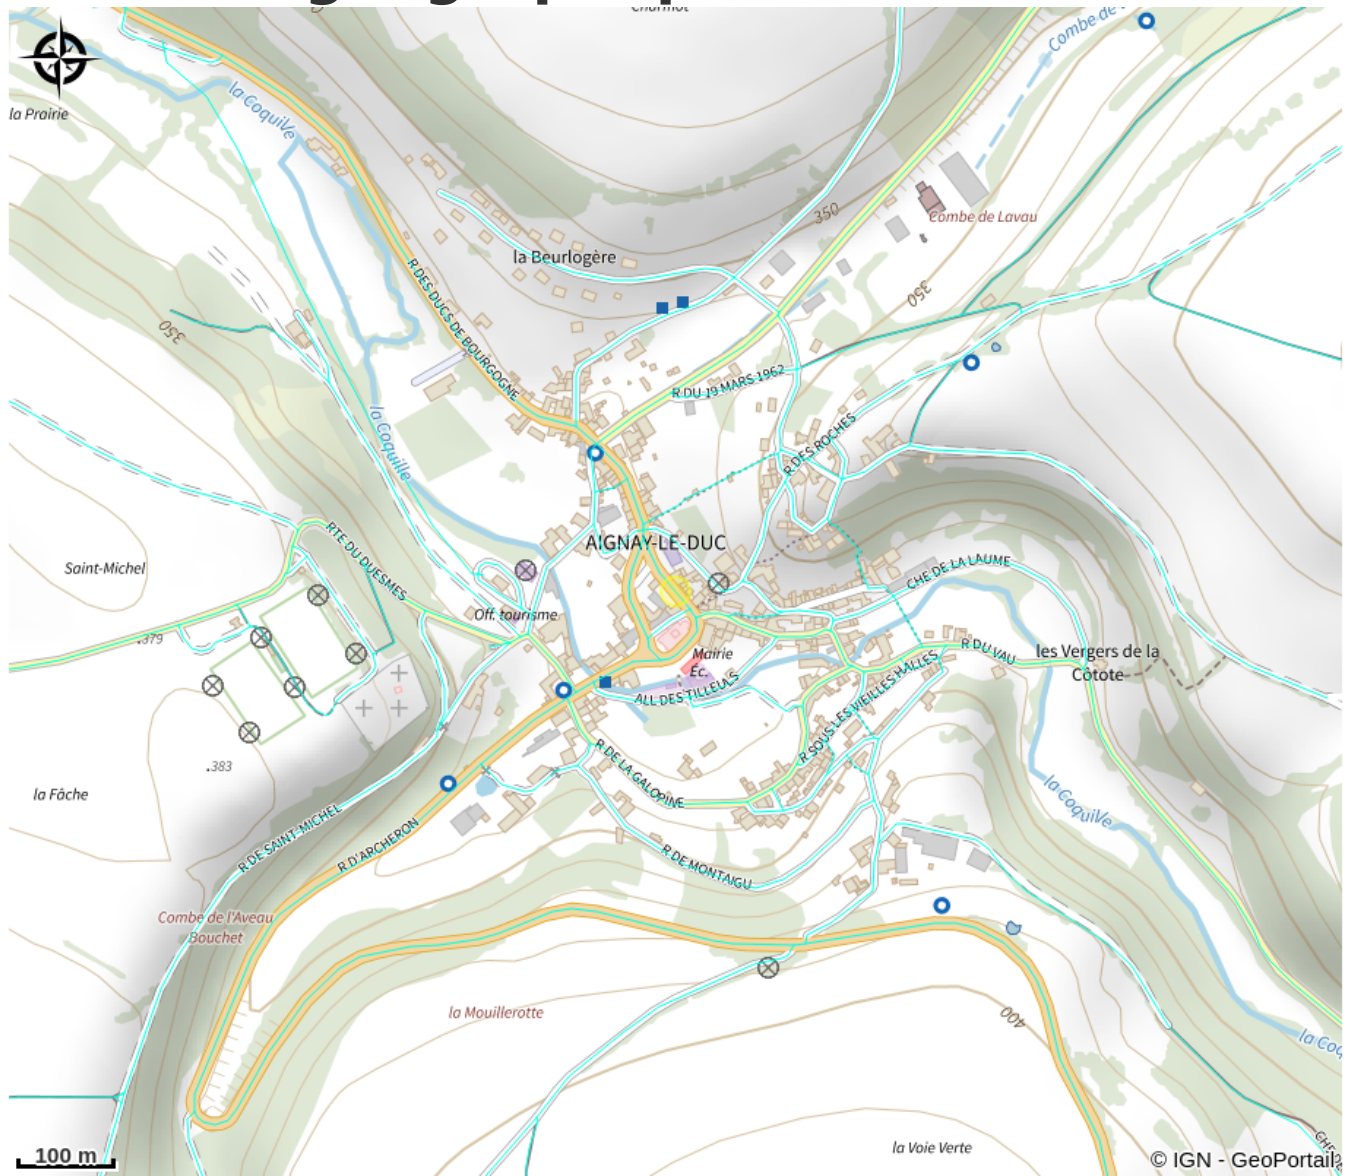 Charmot
Combe de
la Coquille
la Prairie
350
Combe de Lavau
la Beurlogère
R DES DUCS DE BOURGOGNE
350
350
R DU 19 MARS 1962
la Coquille
R DES ROCHES
RTE DU DUESMES
AIGNAY-LE-DUC
Saint-Michel
CHE DE LA LAUME
Off. tourisme
.379
R DU VAU
Mairie
Éc.
les Vergers de la
Côtote
ALL DES TILLEULS
R SOUS LES VIEILLES HALLES
.383
R DE LA GALOPINE
la Fâche
la Coquille
R DE SAINT-MICHEL
R D'ARCHERON
R DE MONTAIGU
Combe de l'Aveau
Bouchet
la Mouillerotte
400
la Coq
la Voie Verte
CHE
100 m
© IGN - GeoPortail